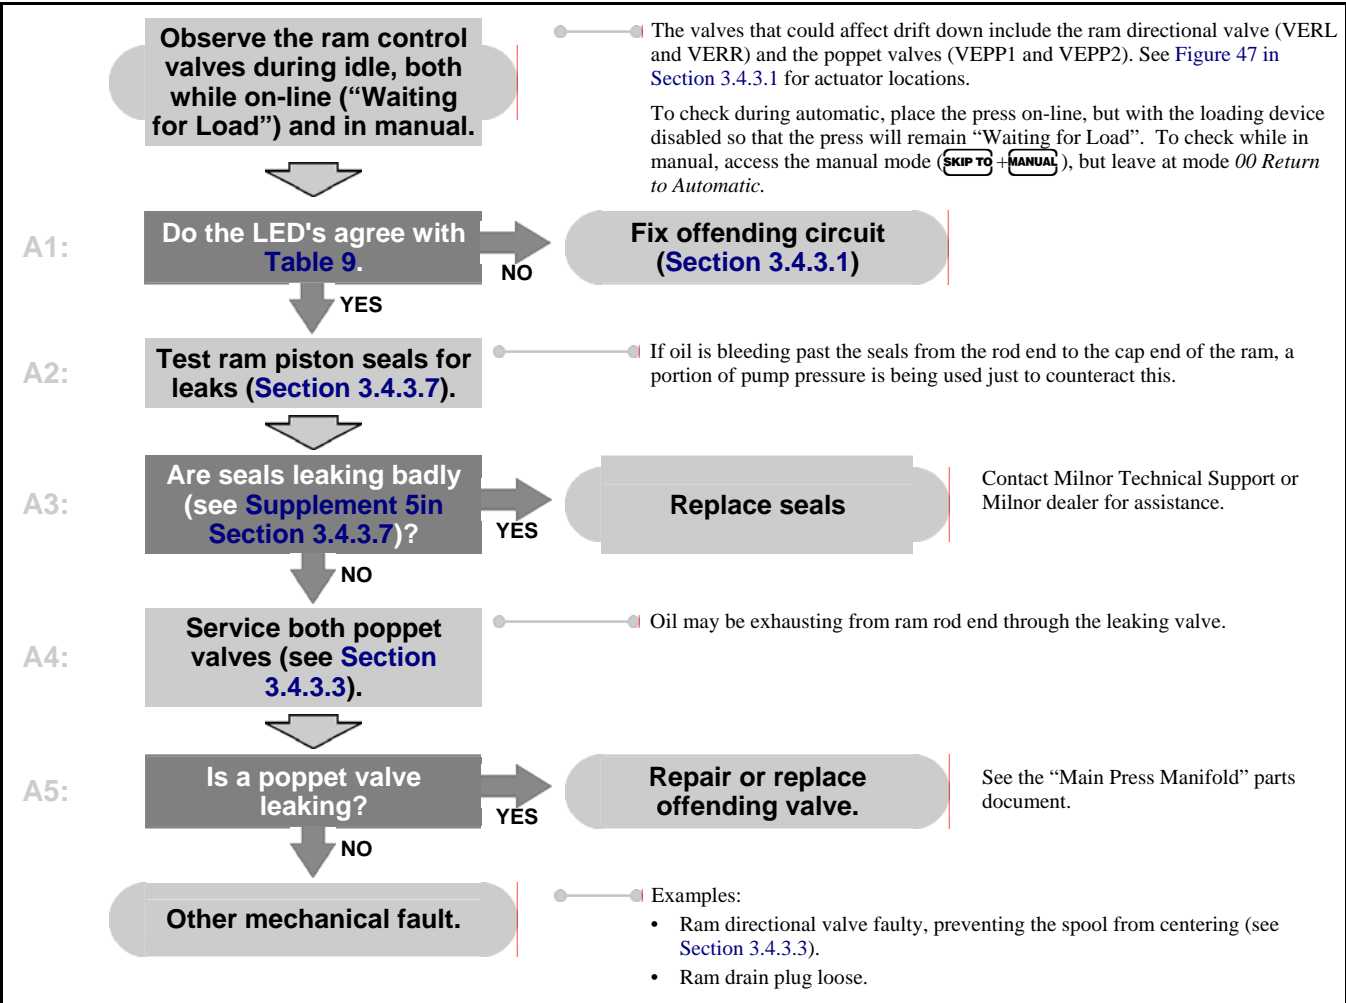 Observe the ram control
valves during idle, both
while on-line (“Waiting
for Load”) and in manual.
The valves that could affect drift down include the ram directional valve (VERL
and VERR) and the poppet valves (VEPP1 and VEPP2). See Figure 47 in
Section 3.4.3.1 for actuator locations.
To check during automatic, place the press on-line, but with the loading device
disabled so that the press will remain “Waiting for Load”. To check while in
manual, access the manual mode (SKIP TO+MANUAL), but leave at mode 00 Return
to Automatic.
A1:
Do the LED's agree with
Table 9.
NO
Fix offending circuit
(Section 3.4.3.1)
YES
A2:
Test ram piston seals for
leaks (Section 3.4.3.7).
If oil is bleeding past the seals from the rod end to the cap end of the ram, a
portion of pump pressure is being used just to counteract this.
A3:
Are seals leaking badly
(see Supplement 5in
Section 3.4.3.7)?
YES
Replace seals
Contact Milnor Technical Support or
Milnor dealer for assistance.
NO
A4:
Service both poppet
valves (see Section
3.4.3.3).
Oil may be exhausting from ram rod end through the leaking valve.
A5:
Is a poppet valve
leaking?
YES
Repair or replace
offending valve.
See the “Main Press Manifold” parts
document.
NO
Other mechanical fault.
Examples:
• Ram directional valve faulty, preventing the spool from centering (see
Section 3.4.3.3).
• Ram drain plug loose.